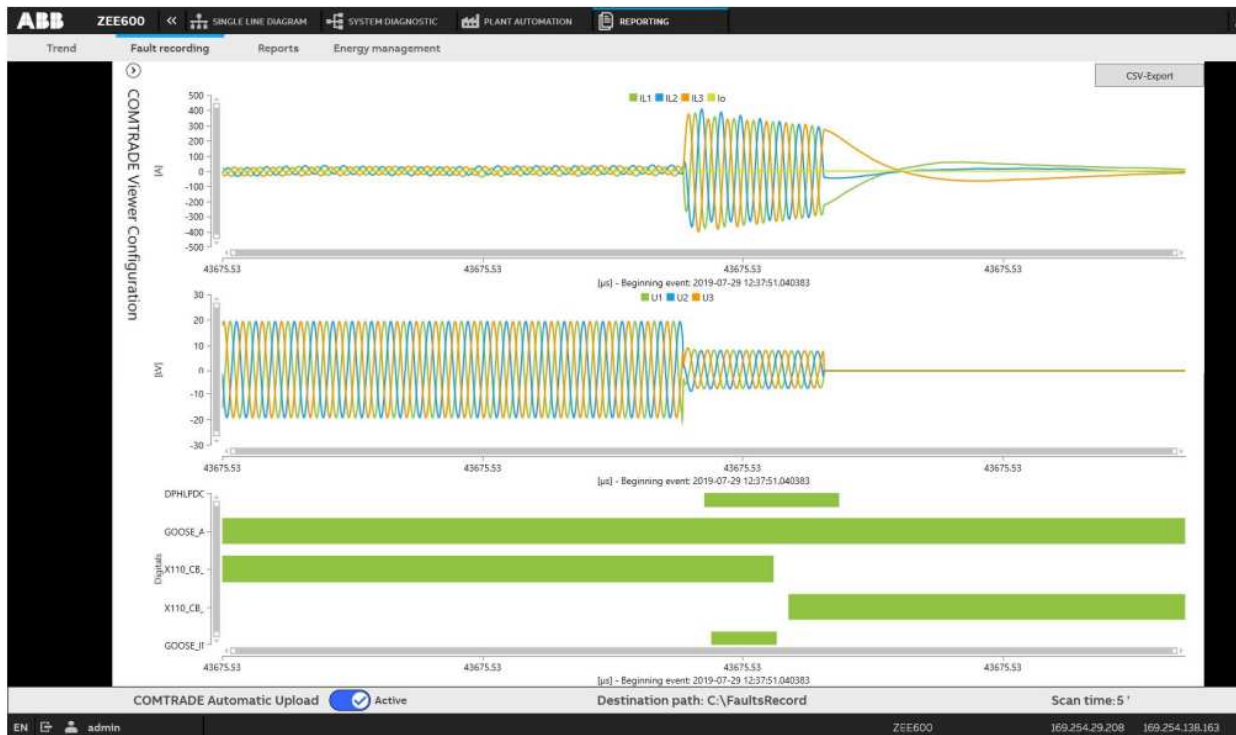 ABB ZEE600 « SINGLE LINE DIAGRAM SYSTEM DIAGNOSTIC PLANT AUTOMATION REPORTING
Trend Fault recording Reports Energy management
CSV-Export
COMTRADE Viewer Configuration
IL1 IL2 IL3 Io
500
400
300
200
100
0
-100
-200
-300
-400
-500
43675.53 43675.53 43675.53 43675.53
[μs] - Beginning event: 2019-07-29 12:37:51.040383
U1 U2 U3
30
20
10
0
-10
-20
-30
43675.53 43675.53 43675.53 43675.53
[μs] - Beginning event: 2019-07-29 12:37:51.040383
Digitals
DPHLPDC
GOOSE_A
X110_CB_
X110_CB_
GOOSE_IT
43675.53 43675.53 43675.53 43675.53
[μs] - Beginning event: 2019-07-29 12:37:51.040383
COMTRADE Automatic Upload Active Destination path: C:\FaultsRecord Scan time:5 '
EN admin ZEE600 169.254.29.208 169.254.138.163